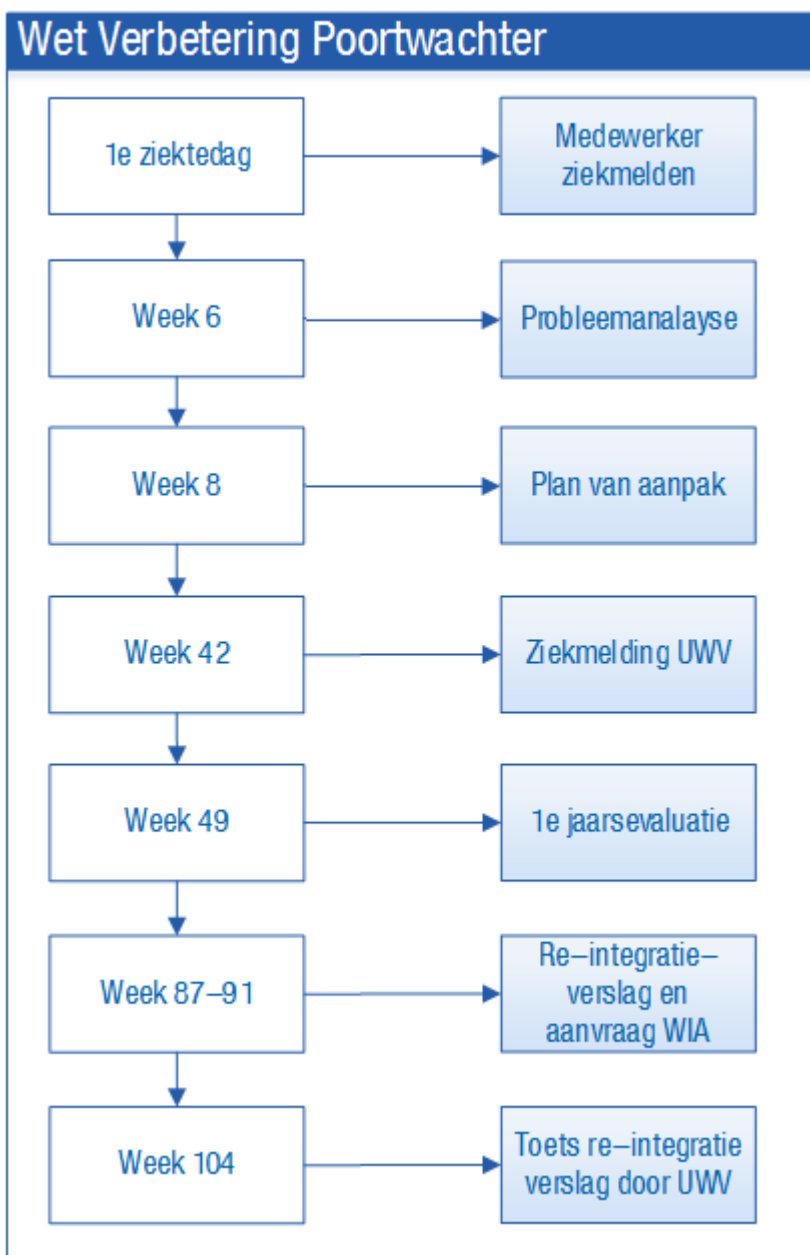 Wet Verbetering Poortwachter
1e ziektedag
Medewerker
ziekmelden
Week 6
Probleemanalayse
Week 8
Plan van aanpak
Week 42
Ziekmelding UWV
Week 49
1e jaarsevaluatie
Week 87–91
Re–integratie–
verslag en
aanvraag WIA
Week 104
Toets re–integratie
verslag door UWV